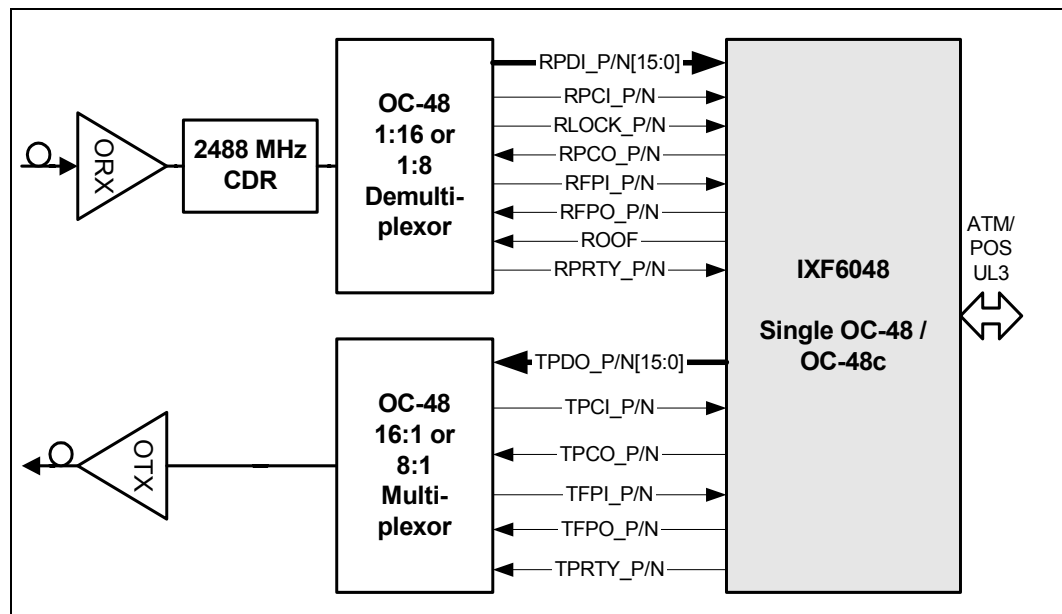 ORX
2488 MHz
CDR
OC-48
1:16 or
1:8
Demulti-
plexor
RPDI_P/N[15:0]
RPCI_P/N
RLOCK_P/N
RPCO_P/N
RFPI_P/N
RFPO_P/N
ROOF
RPRTY_P/N
IXF6048
Single OC-48 /
OC-48c
ATM/
POS
UL3
OTX
OC-48
16:1 or
8:1
Multi-
plexor
TPDO_P/N[15:0]
TPCI_P/N
TPCO_P/N
TFPI_P/N
TFPO_P/N
TPRTY_P/N